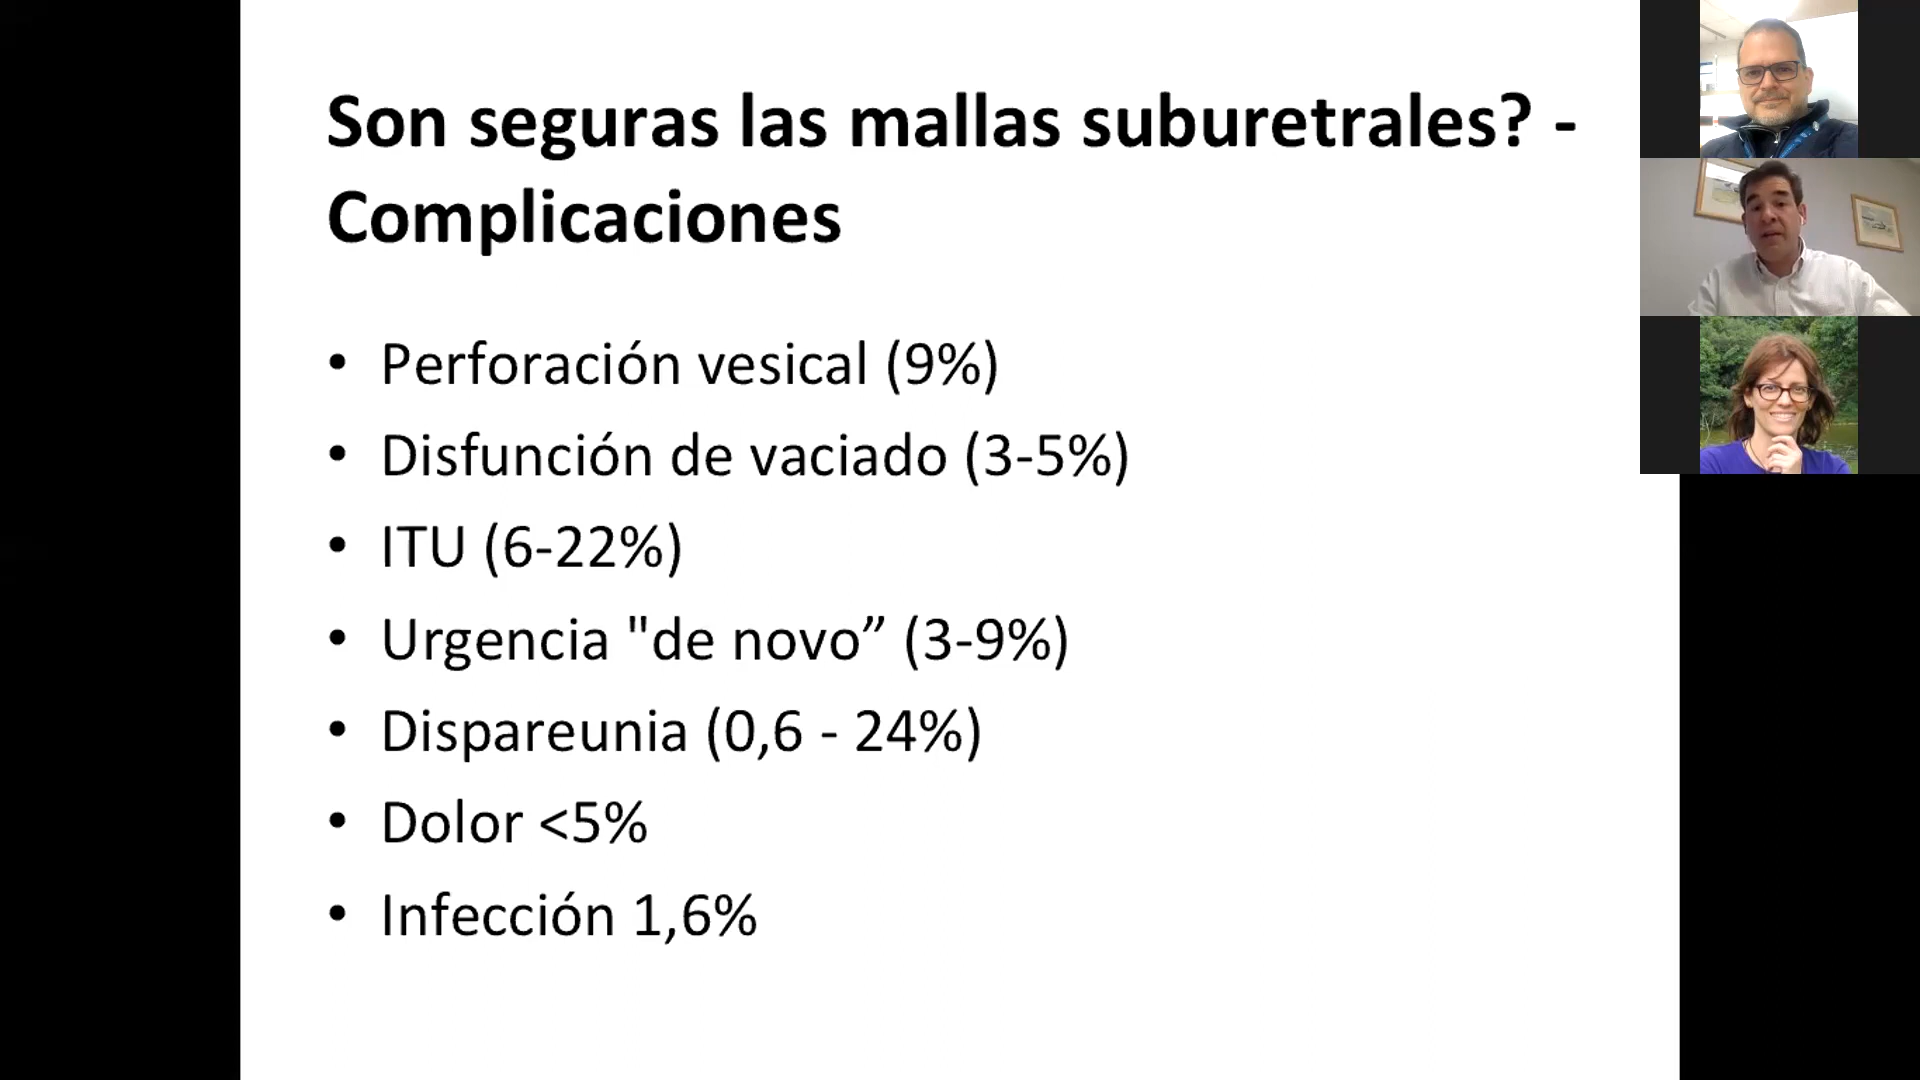 Son seguras las mallas suburetrales? -
Complicaciones
• Perforación vesical (9%)
• Disfunción de vaciado (3-5%)
• ITU (6-22%)
• Urgencia "de novo” (3-9%)
• Dispareunia (0,6 - 24%)
• Dolor <5%
• Infección 1,6%